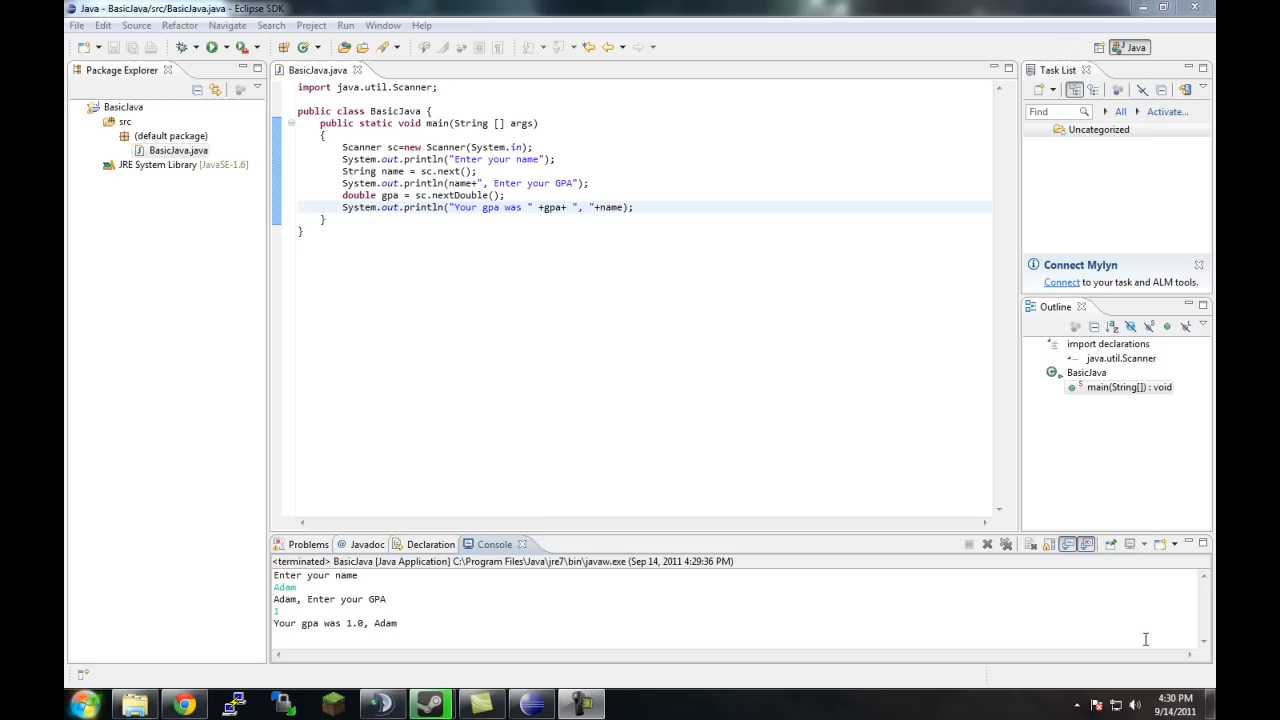 Java - BasicJava/src/BasicJava.java - Eclipse SDK
File Edit Source Refactor Navigate Search Project Run Window Help
Java
Package Explorer
BasicJava
src
(default package)
BasicJava.java
JRE System Library [JavaSE-1.6]
BasicJava.java
import java.util.Scanner;
public class BasicJava {
public static void main(String [] args)
{
Scanner sc=new Scanner(System.in);
System.out.println("Enter your name");
String name = sc.next();
System.out.println(name+", Enter your GPA");
double gpa = sc.nextDouble();
System.out.println("Your gpa was " +gpa+ ", "+name);
}
}
Task List
Find All Activate...
Uncategorized
Connect Mylyn
Connect to your task and ALM tools.
Outline
import declarations
java.util.Scanner
BasicJava
main(String[]) : void
Problems Javadoc Declaration Console
<terminated> BasicJava [Java Application] C:\Program Files\Java\jre7\bin\javaw.exe (Sep 14, 2011 4:29:36 PM)
Enter your name
Adam
Adam, Enter your GPA
1
Your gpa was 1.0, Adam
4:30 PM
9/14/2011